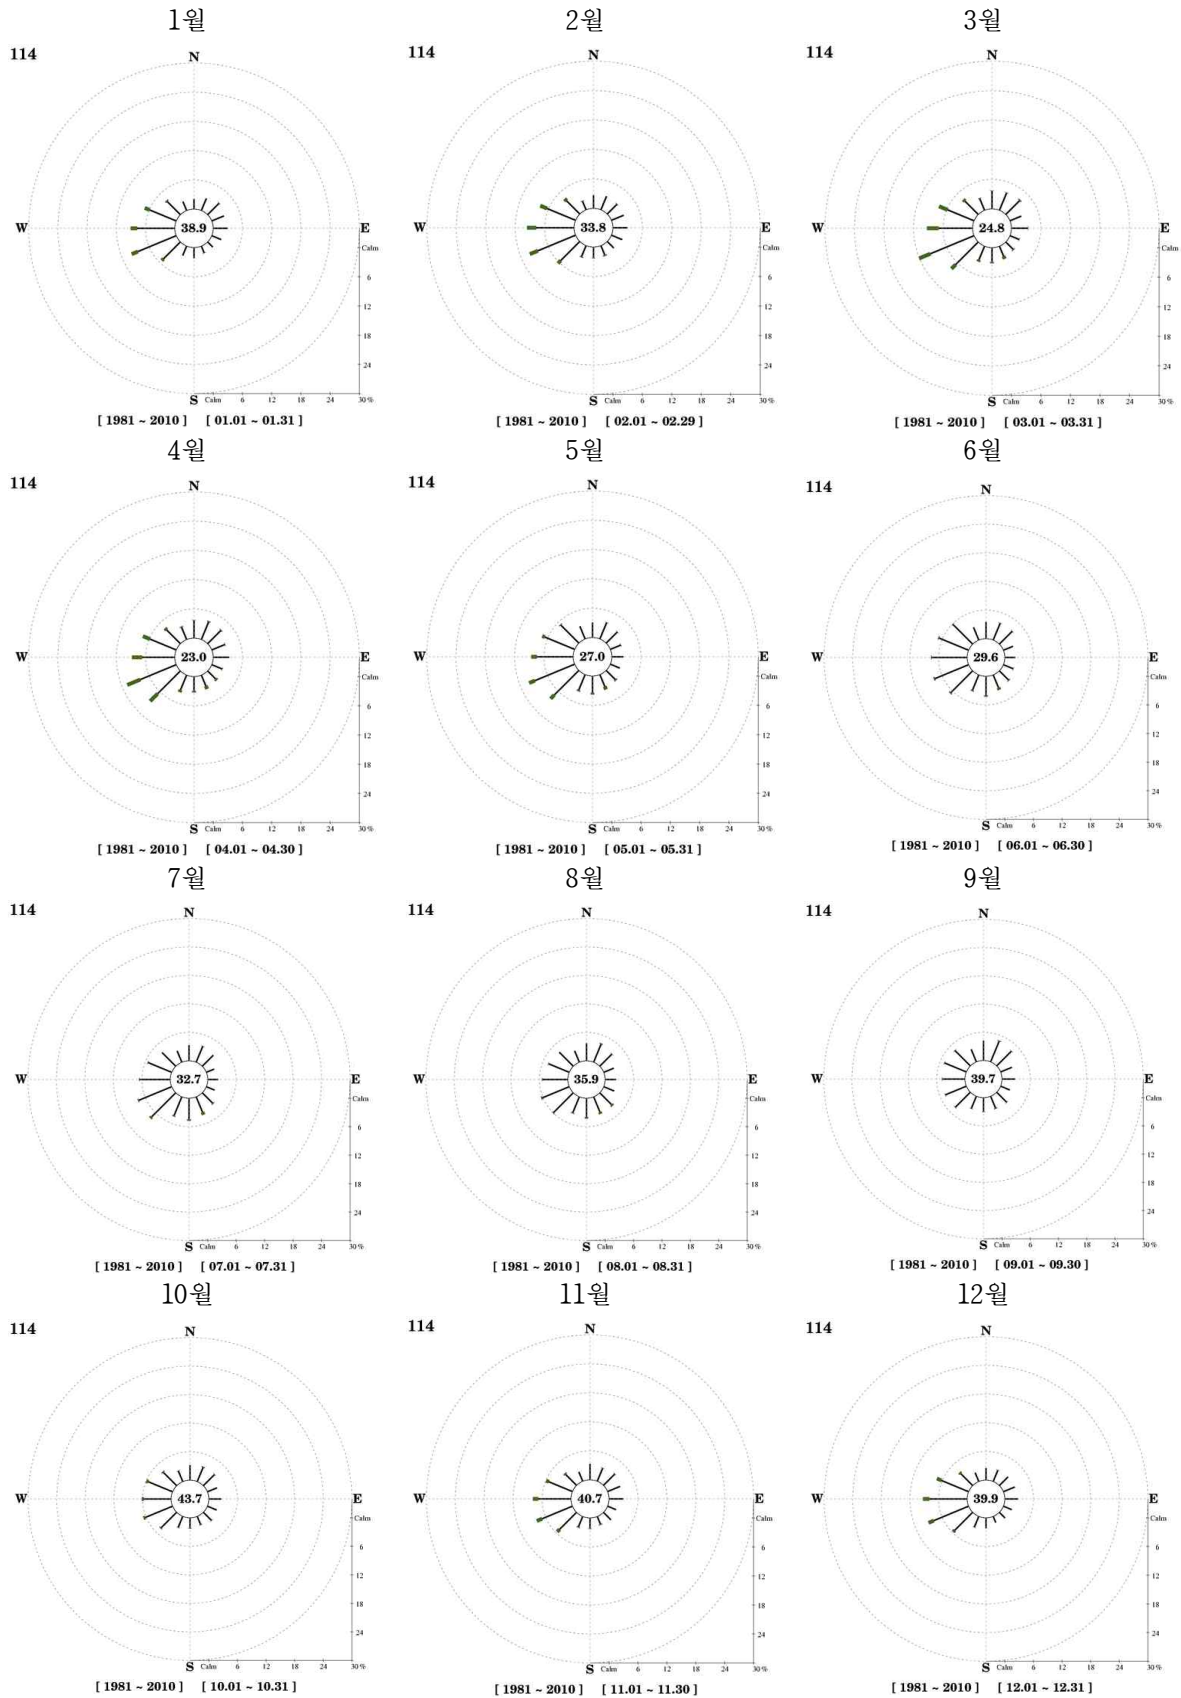 1월
114
N
W
38.9
E
Calm
6
12
18
24
S Calm 6 12 18 24 30 %
[ 1981 ~ 2010 ] [ 01.01 ~ 01.31 ]
2월
114
N
W
33.8
E
Calm
6
12
18
24
S Calm 6 12 18 24 30%
[ 1981 ~ 2010 ] [ 02.01 ~ 02.29 ]
3월
114
N
W
24.8
E
Calm
6
12
18
24
S Calm 6 12 18 24 30%
[ 1981 ~ 2010 ] [ 03.01 ~ 03.31 ]
4월
114
N
W
23.0
E
Calm
6
12
18
24
S Calm 6 12 18 24 30 %
[ 1981 ~ 2010 ] [ 04.01 ~ 04.30 ]
5월
114
N
W
27.0
E
Calm
6
12
18
24
S Calm 6 12 18 24 30%
[ 1981 ~ 2010 ] [ 05.01 ~ 05.31 ]
6월
114
N
W
29.6
E
Calm
6
12
18
24
S Calm 6 12 18 24 30%
[ 1981 ~ 2010 ] [ 06.01 ~ 06.30 ]
7월
114
N
W
32.7
E
Calm
6
12
18
24
S Calm 6 12 18 24 30 %
[ 1981 ~ 2010 ] [ 07.01 ~ 07.31 ]
8월
114
N
W
35.9
E
Calm
6
12
18
24
S Calm 6 12 18 24 30%
[ 1981 ~ 2010 ] [ 08.01 ~ 08.31 ]
9월
114
N
W
39.7
E
Calm
6
12
18
24
S Calm 6 12 18 24 30%
[ 1981 ~ 2010 ] [ 09.01 ~ 09.30 ]
10월
114
N
W
43.7
E
Calm
6
12
18
24
S Calm 6 12 18 24 30 %
[ 1981 ~ 2010 ] [ 10.01 ~ 10.31 ]
11월
114
N
W
40.7
E
Calm
6
12
18
24
S Calm 6 12 18 24 30%
[ 1981 ~ 2010 ] [ 11.01 ~ 11.30 ]
12월
114
N
W
39.9
E
Calm
6
12
18
24
S Calm 6 12 18 24 30%
[ 1981 ~ 2010 ] [ 12.01 ~ 12.31 ]